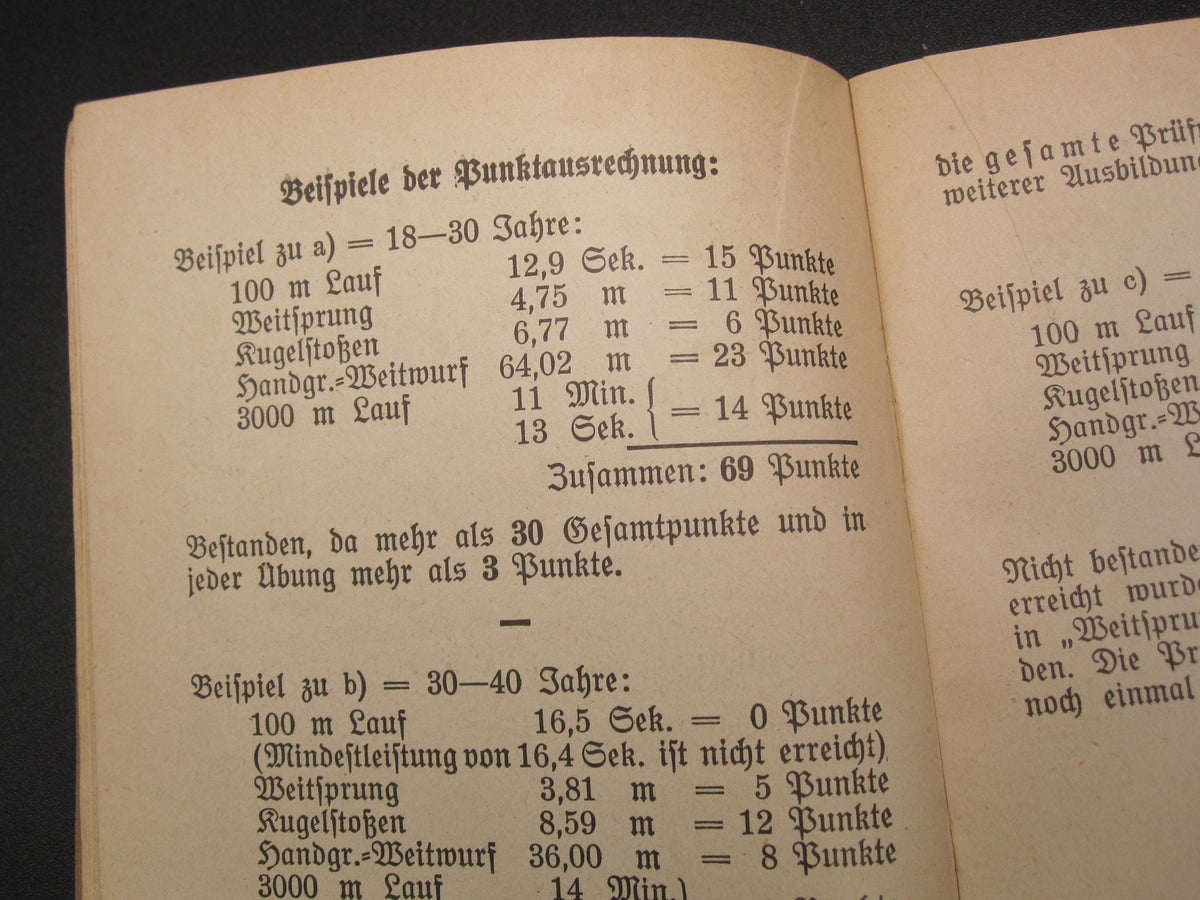 Beispiele der Punktausrechnung:
Beispiel zu a) = 18—30 Jahre:
100 m Lauf 12,9 Sek. = 15 Punkte
Weitsprung 4,75 m = 11 Punkte
Kugelstoßen 6,77 m = 6 Punkte
Handgr.-Weitwurf 64,02 m = 23 Punkte
3000 m Lauf 11 Min.
13 Sek. { = 14 Punkte
Zusammen: 69 Punkte
Bestanden, da mehr als 30 Gesamtpunkte und in
jeder Übung mehr als 3 Punkte.
—
Beispiel zu b) = 30—40 Jahre:
100 m Lauf 16,5 Sek. = 0 Punkte
(Mindestleistung von 16,4 Sek. ist nicht erreicht)
Weitsprung 3,81 m = 5 Punkte
Kugelstoßen 8,59 m = 12 Punkte
Handgr.-Weitwurf 36,00 m = 8 Punkte
3000 m Lauf 14 Min.)
die gesamte
weiterer
Beispiel zu c) =
100 m Lauf
Weitsprung
Kugelstoßen
Handgr.-
3000 m
Nicht
erreicht
in
den. Die
noch einmal